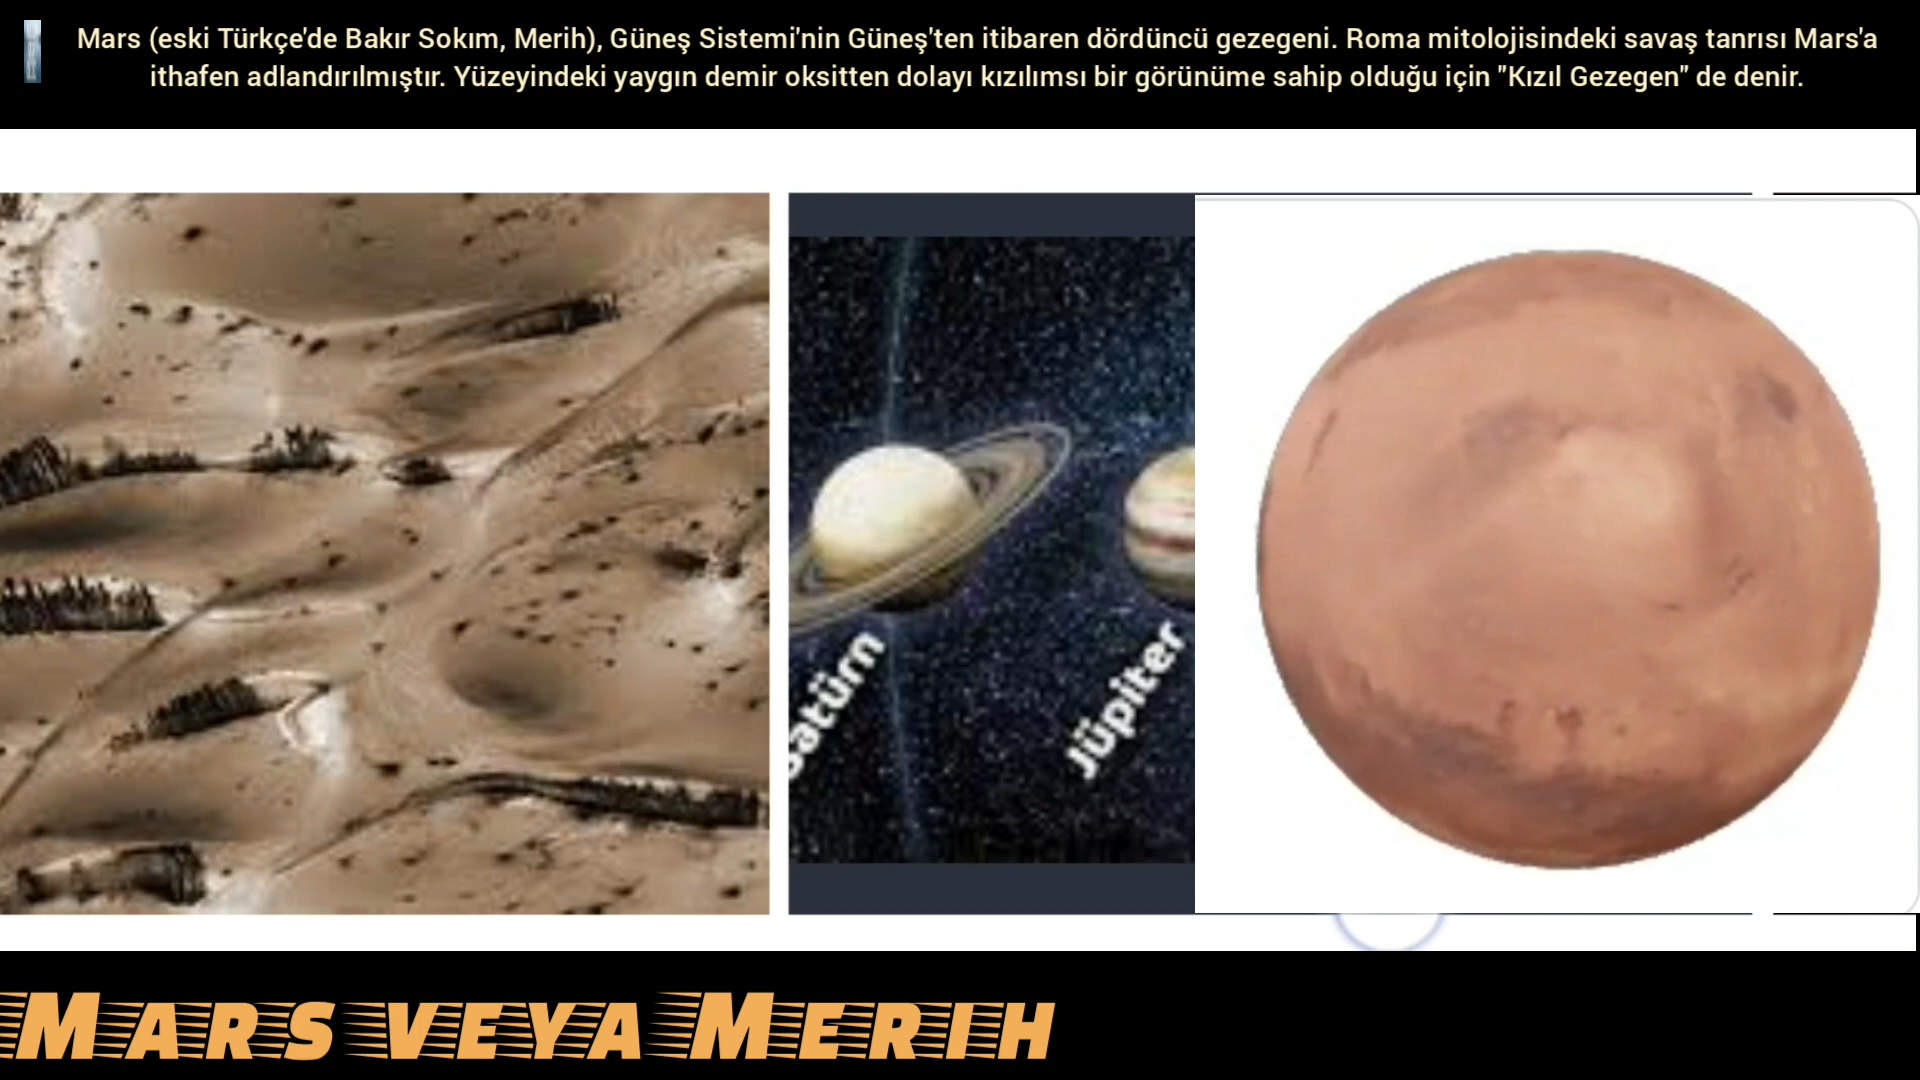 Mars (eski Türkçe'de Bakır Sokım, Merih), Güneş Sistemi'nin Güneş'ten itibaren dördüncü gezegeni. Roma mitolojisindeki savaş tanrısı Mars'a
ithafen adlandırılmıştır. Yüzeyindeki yaygın demir oksitten dolayı kızılımsı bir görünüme sahip olduğu için "Kızıl Gezegen" de denir.
Satürn
Jüpiter
MARS VEYA MERIH